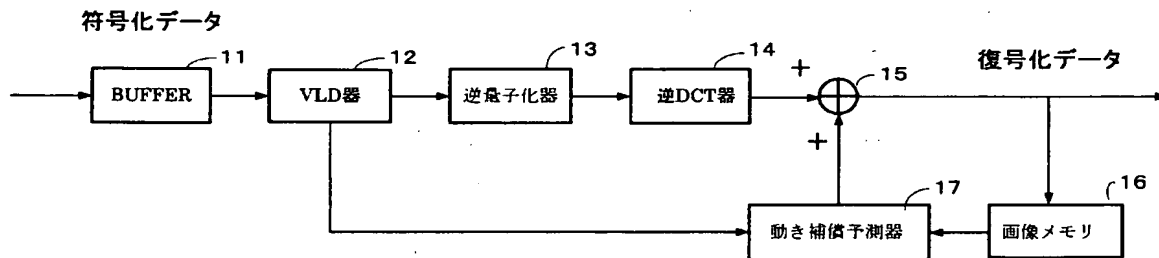 符号化データ
11
BUFFER
12
VLD器
13
逆量子化器
14
逆DCT器
+
15
+
復号化データ
17
動き補償予測器
16
画像メモリ